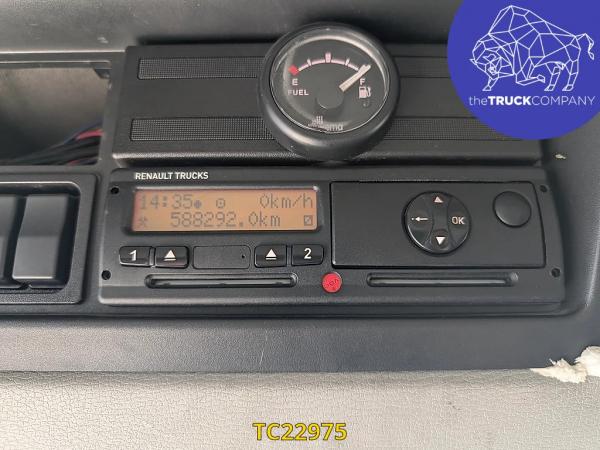 theTRUCKCOMPANY
E F
FUEL
RENAULT TRUCKS
14:35 0km/h
588292.0km
1 2
OK
TC22975